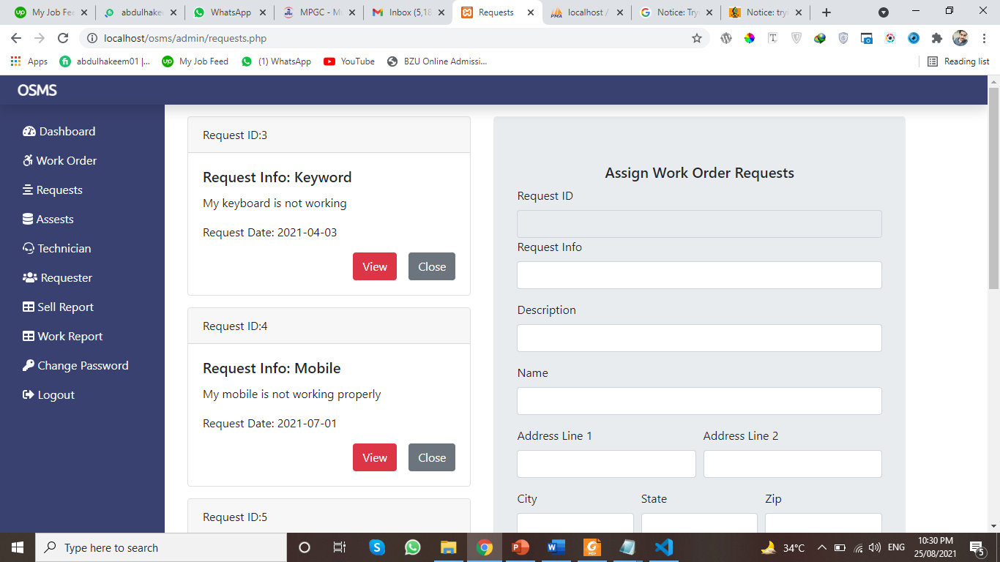 My Job Fee
abdulhake
WhatsApp
MPGC - M
Inbox (5,18
Requests
localhost /
Notice: Try
Notice: try
localhost/osms/admin/requests.php
Apps
abdulhakeem01 |...
My Job Feed
(1) WhatsApp
YouTube
BZU Online Admissi...
Reading list
OSMS
Dashboard
Work Order
Requests
Assests
Technician
Requester
Sell Report
Work Report
Change Password
Logout
Request ID:3
Request Info: Keyword
My keyboard is not working
Request Date: 2021-04-03
View Close
Request ID:4
Request Info: Mobile
My mobile is not working properly
Request Date: 2021-07-01
View Close
Request ID:5
Assign Work Order Requests
Request ID
Request Info
Description
Name
Address Line 1 Address Line 2
City State Zip
Type here to search
34°C
ENG
10:30 PM
25/08/2021
5